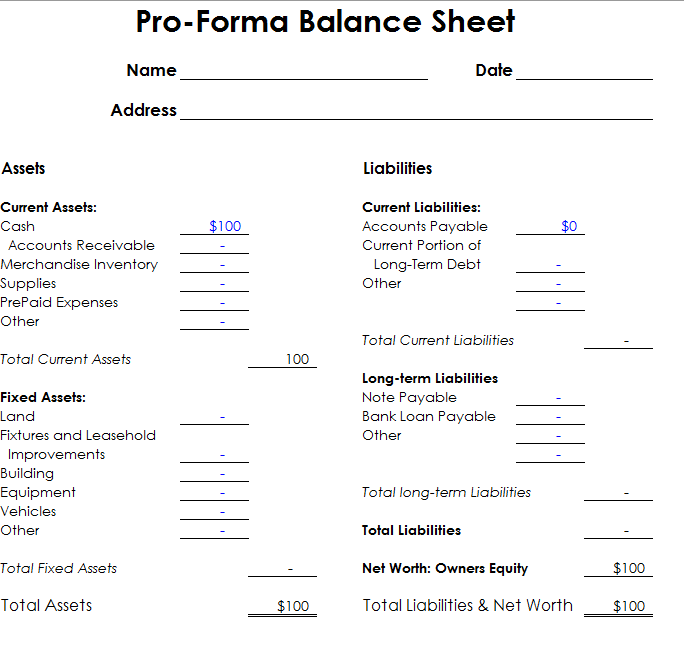 Pro-Forma Balance Sheet
Name Date
Address
Assets
Current Assets:
Cash $100
Accounts Receivable -
Merchandise Inventory -
Supplies -
PrePaid Expenses -
Other -
Total Current Assets 100
Fixed Assets:
Land -
Fixtures and Leasehold
Improvements -
Building -
Equipment -
Vehicles -
Other -
Total Fixed Assets -
Total Assets $100
Liabilities
Current Liabilities:
Accounts Payable $0
Current Portion of
Long-Term Debt -
Other -
-
Total Current Liabilities -
Long-term Liabilities
Note Payable -
Bank Loan Payable -
Other -
-
Total long-term Liabilities -
Total Liabilities -
Net Worth: Owners Equity $100
Total Liabilities & Net Worth $100